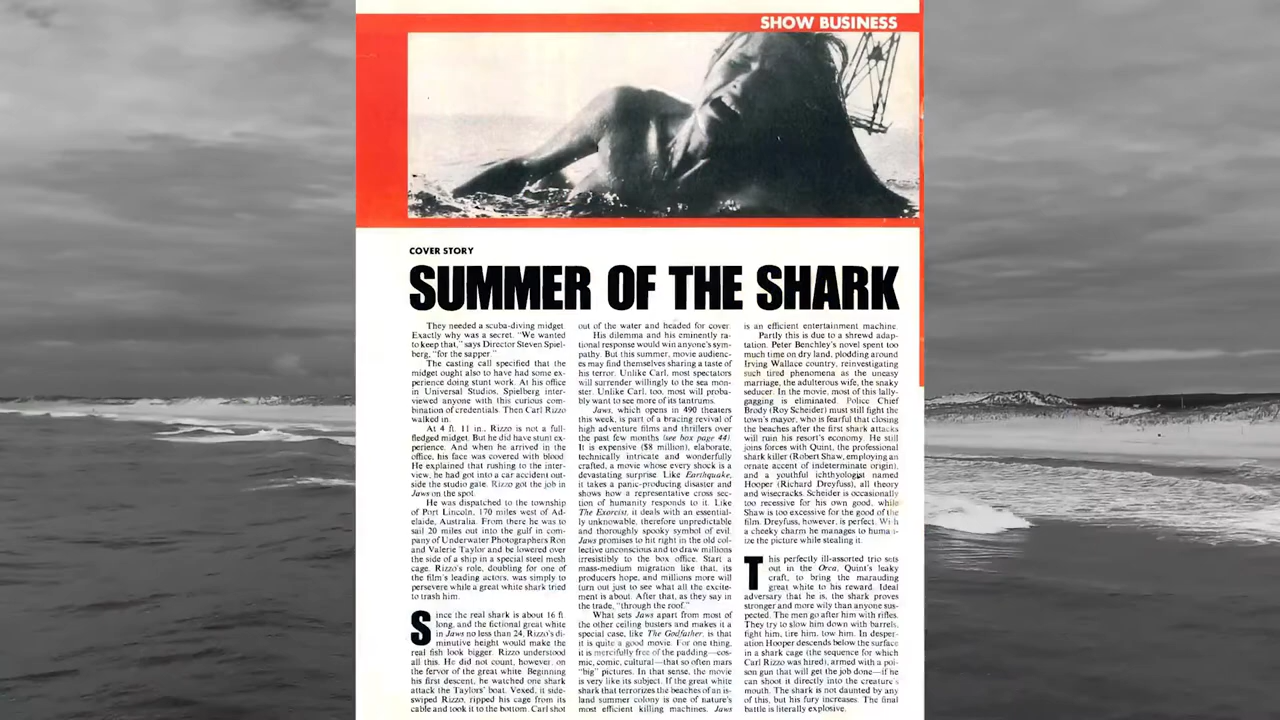 SHOW BUSINESS
COVER STORY
SUMMER OF THE SHARK
They needed a scuba-diving midget.
Exactly why was a secret. "We wanted
to keep that," says Director Steven Spiel-
berg, "for the sapper."
The casting call specified that the
midget ought also to have had some ex-
perience doing stunt work. At his office
in Universal Studios, Spielberg inter-
viewed anyone with this curious com-
bination of credentials. Then Carl Rizzo
walked in.
At 4 ft. 11 in., Rizzo is not a full-
fledged midget. But he did have stunt ex-
perience. And when he arrived in the
office, his face was covered with blood.
He explained that rushing to the inter-
view, he had got into a car accident out-
side the studio gate. Rizzo got the job in
Jaws on the spot.
He was dispatched to the township
of Port Lincoln, 170 miles west of Ad-
elaide, Australia. From there he was to
sail 20 miles out into the gulf in com-
pany of Underwater Photographers Ron
and Valerie Taylor and be lowered over
the side of a ship in a special steel mesh
cage. Rizzo's role, doubling for one of
the film's leading actors, was simply to
persevere while a great white shark tried
to trash him.
Since the real shark is about 16 ft.
long, and the fictional great white
in Jaws no less than 24, Rizzo's di-
minutive height would make the
real fish look bigger. Rizzo understood
all this. He did not count, however, on
the fervor of the great white. Beginning
his first descent, he watched one shark
attack the Taylors' boat. Vexed, it side-
swiped Rizzo, ripped his cage from its
cable and took it to the bottom. Carl shot
out of the water and headed for cover.
His dilemma and his eminently ra-
tional response would win anyone's sym-
pathy. But this summer, movie audienc-
es may find themselves sharing a taste of
his terror. Unlike Carl, most spectators
will surrender willingly to the sea mon-
ster. Unlike Carl, too, most will proba-
bly want to see more of its tantrums.
Jaws, which opens in 490 theaters
this week, is part of a bracing revival of
high adventure films and thrillers over
the past few months (see box page 44).
It is expensive ($8 million), elaborate,
technically intricate and wonderfully
crafted, a movie whose every shock is a
devastating surprise. Like Earthquake,
it takes a panic-producing disaster and
shows how a representative cross sec-
tion of humanity responds to it. Like
The Exorcist, it deals with an essential-
ly unknowable, therefore unpredictable
and thoroughly spooky symbol of evil.
Jaws promises to hit right in the old col-
lective unconscious and to draw millions
irresistibly to the box office. Start a
mass-medium migration like that, its
producers hope, and millions more will
turn out just to see what all the excite-
ment is about. After that, as they say in
the trade, "through the roof."
What sets Jaws apart from most of
the other ceiling busters and makes it a
special case, like The Godfather, is that
it is quite a good movie. For one thing,
it is mercifully free of the padding—cos-
mic, comic, cultural—that so often mars
"big" pictures. In that sense, the movie
is very like its subject. If the great white
shark that terrorizes the beaches of an is-
land summer colony is one of nature's
most efficient killing machines, Jaws
is an efficient entertainment machine.
Partly this is due to a shrewd adap-
tation. Peter Benchley's novel spent too
much time on dry land, plodding around
Irving Wallace country, reinvestigating
such tired phenomena as the uneasy
marriage, the adulterous wife, the snaky
seducer. In the movie, most of this lally-
gagging is eliminated. Police Chief
Brody (Roy Scheider) must still fight the
town's mayor, who is fearful that closing
the beaches after the first shark attacks
will ruin his resort's economy. He still
joins forces with Quint, the professional
shark killer (Robert Shaw, employing an
ornate accent of indeterminate origin),
and a youthful ichthyologist named
Hooper (Richard Dreyfuss), all theory
and wisecracks. Scheider is occasionally
too recessive for his own good, while
Shaw is too excessive for the good of the
film. Dreyfuss, however, is perfect. With
a cheeky charm he manages to human-
ize the picture while stealing it.
This perfectly ill-assorted trio sets
out in the Orca, Quint's leaky
craft, to bring the marauding
great white to his reward. Ideal
adversary that he is, the shark proves
stronger and more wily than anyone sus-
pected. The men go after him with rifles.
They try to slow him down with barrels,
fight him, tire him, tow him. In desper-
ation Hooper descends below the surface
in a shark cage (the sequence for which
Carl Rizzo was hired), armed with a poi-
son gun that will get the job done—if he
can shoot it directly into the creature's
mouth. The shark is not daunted by any
of this, but his fury increases. The final
battle is literally explosive.